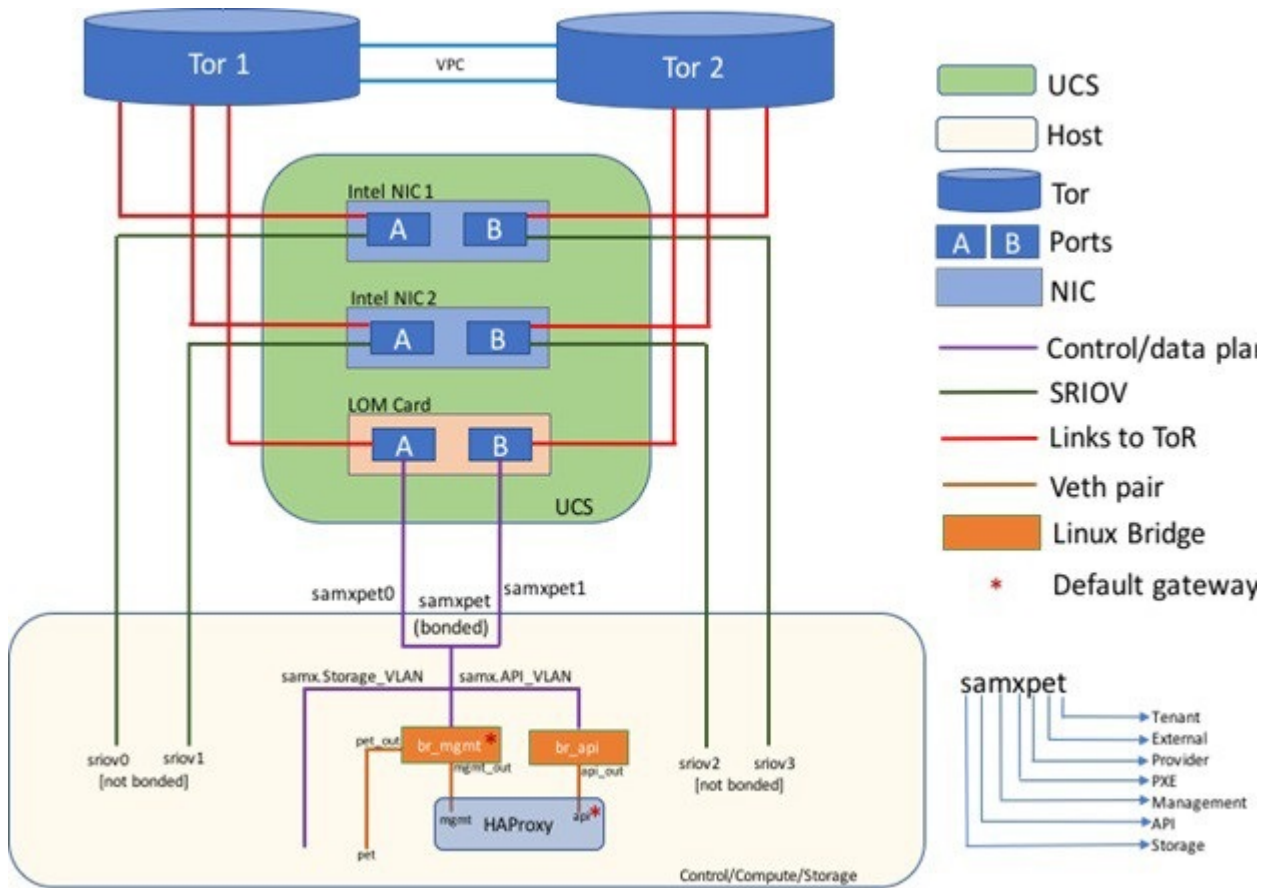 Tor 1
VPC
Tor 2
Intel NIC 1
A B
Intel NIC 2
A B
LOM Card
A B
UCS
samxpet0
samxpet
(bonded)
samxpet1
samx.Storage_VLAN
samx.API_VLAN
pet_out
br_mgmt*
br_api
mgmt_out
api_out
sriov0
sriov1
[not bonded]
sriov2
sriov3
[not bonded]
mgmt
HAProxy
api*
pet
Control/Compute/Storage
UCS
Host
Tor
A B Ports
NIC
Control/data plan
SRIOV
Links to ToR
Veth pair
Linux Bridge
* Default gateway
samxpet
Tenant
External
Provider
PXE
Management
API
Storage